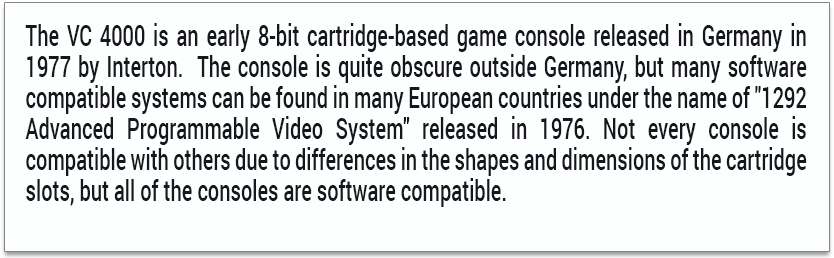 The VC 4000 is an early 8-bit cartridge-based game console released in Germany in
1977 by Interton.  The console is quite obscure outside Germany, but many software
compatible systems can be found in many European countries under the name of "1292
Advanced Programmable Video System" released in 1976. Not every console is
compatible with others due to differences in the shapes and dimensions of the cartridge
slots, but all of the consoles are software compatible.